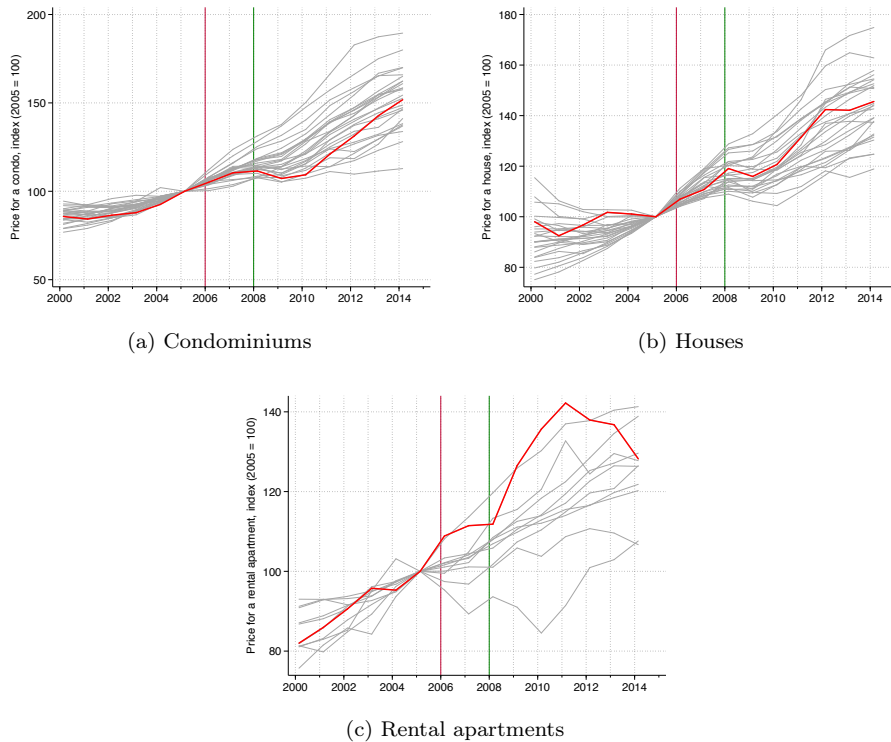 200
150
100
50
Price for a condo, index (2005 = 100)
2000 2002 2004 2006 2008 2010 2012 2014
(a) Condominiums
180
160
140
120
100
80
Price for a house, index (2005 = 100)
2000 2002 2004 2006 2008 2010 2012 2014
(b) Houses
140
120
100
80
Price for a rental apartment, index (2005 = 100)
2000 2002 2004 2006 2008 2010 2012 2014
(c) Rental apartments